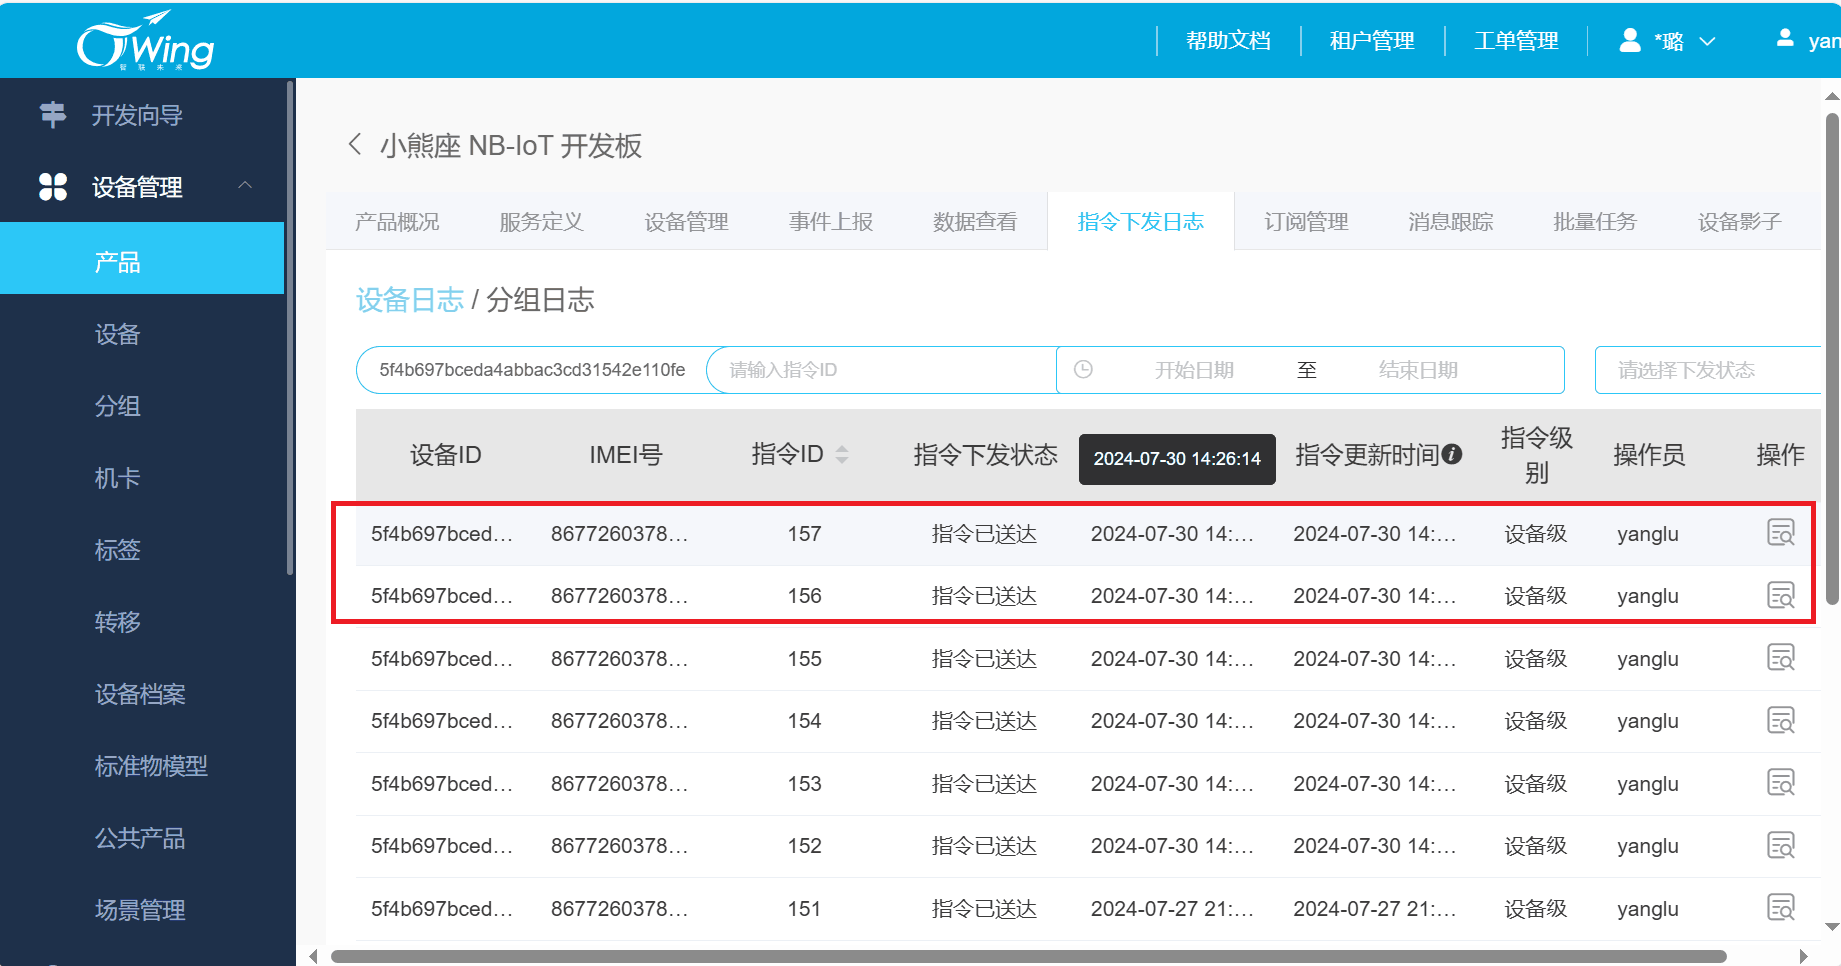 Wing
智联未来
帮助文档
租户管理
工单管理
*璐
yan
开发向导
设备管理
产品
设备
分组
机卡
标签
转移
设备档案
标准物模型
公共产品
场景管理
小熊座 NB-IoT 开发板
产品概况 服务定义 设备管理 事件上报 数据查看 指令下发日志 订阅管理 消息跟踪 批量任务 设备影子
设备日志 / 分组日志
5f4b697bceda4abbac3cd31542e110fe 请输入指令ID 开始日期 至 结束日期 请选择下发状态
设备ID IMEI号 指令ID 指令下发状态 2024-07-30 14:26:14 指令更新时间 指令级别 操作员 操作
5f4b697bced... 8677260378... 157 指令已送达 2024-07-30 14:... 2024-07-30 14:... 设备级 yanglu
5f4b697bced... 8677260378... 156 指令已送达 2024-07-30 14:... 2024-07-30 14:... 设备级 yanglu
5f4b697bced... 8677260378... 155 指令已送达 2024-07-30 14:... 2024-07-30 14:... 设备级 yanglu
5f4b697bced... 8677260378... 154 指令已送达 2024-07-30 14:... 2024-07-30 14:... 设备级 yanglu
5f4b697bced... 8677260378... 153 指令已送达 2024-07-30 14:... 2024-07-30 14:... 设备级 yanglu
5f4b697bced... 8677260378... 152 指令已送达 2024-07-30 14:... 2024-07-30 14:... 设备级 yanglu
5f4b697bced... 8677260378... 151 指令已送达 2024-07-27 21:... 2024-07-27 21:... 设备级 yanglu